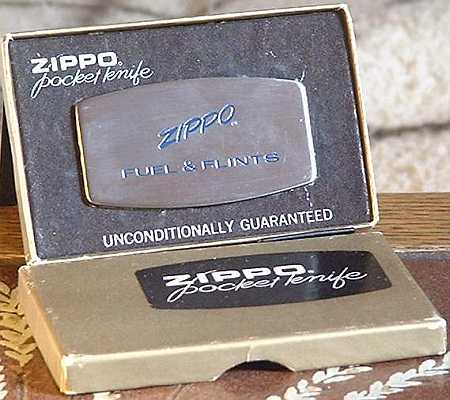 ZIPPO®
pocket knife
ZIPPO
FUEL & FLINTS
UNCONDITIONALLY GUARANTEED
ZIPPO®
pocket knife